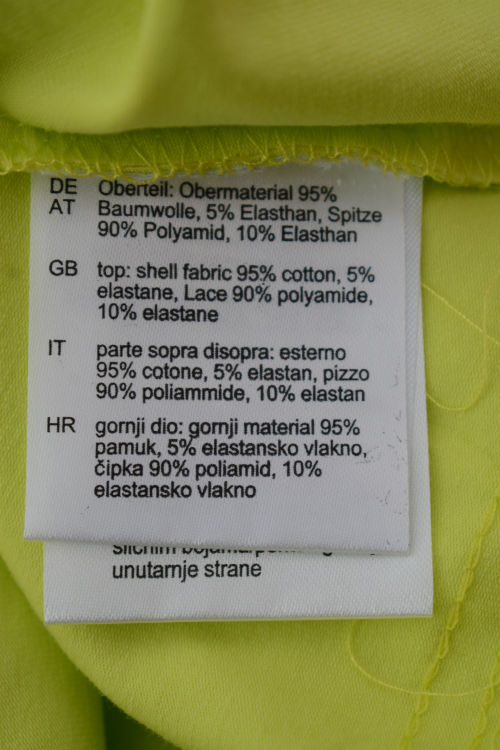 DE Oberteil: Obermaterial 95%
AT Baumwolle, 5% Elasthan, Spitze
90% Polyamid, 10% Elasthan
GB top: shell fabric 95% cotton, 5%
elastane, Lace 90% polyamide,
10% elastane
IT parte sopra disopra: esterno
95% cotone, 5% elastan, pizzo
90% poliammide, 10% elastan
HR gornji dio: gornji material 95%
pamuk, 5% elastansko vlakno,
čipka 90% poliamid, 10%
elastansko vlakno
unutarnje strane